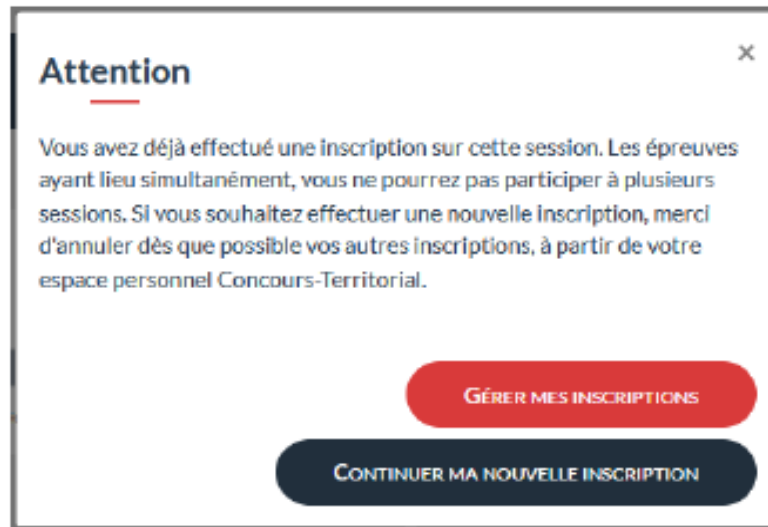 Attention
Vous avez déjà effectué une inscription sur cette session. Les épreuves
ayant lieu simultanément, vous ne pourrez pas participer à plusieurs
sessions. Si vous souhaitez effectuer une nouvelle inscription, merci
d'annuler dès que possible vos autres inscriptions, à partir de votre
espace personnel Concours-Territorial.
GÉRER MES INSCRIPTIONS
CONTINUER MA NOUVELLE INSCRIPTION